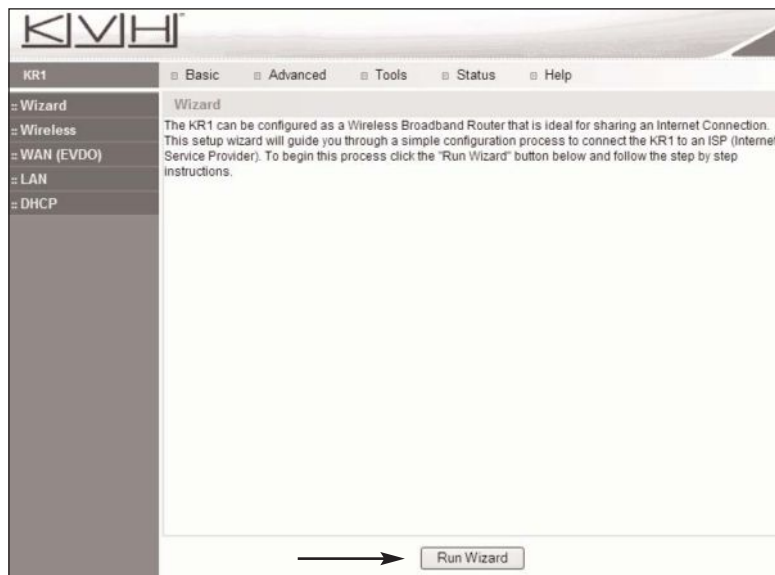 KVH
KR1
Basic
Advanced
Tools
Status
Help
:: Wizard
:: Wireless
:: WAN (EVDO)
:: LAN
:: DHCP
Wizard
The KR1 can be configured as a Wireless Broadband Router that is ideal for sharing an Internet Connection.
This setup wizard will guide you through a simple configuration process to connect the KR1 to an ISP (Internet
Service Provider). To begin this process click the "Run Wizard" button below and follow the step by step
instructions.
Run Wizard